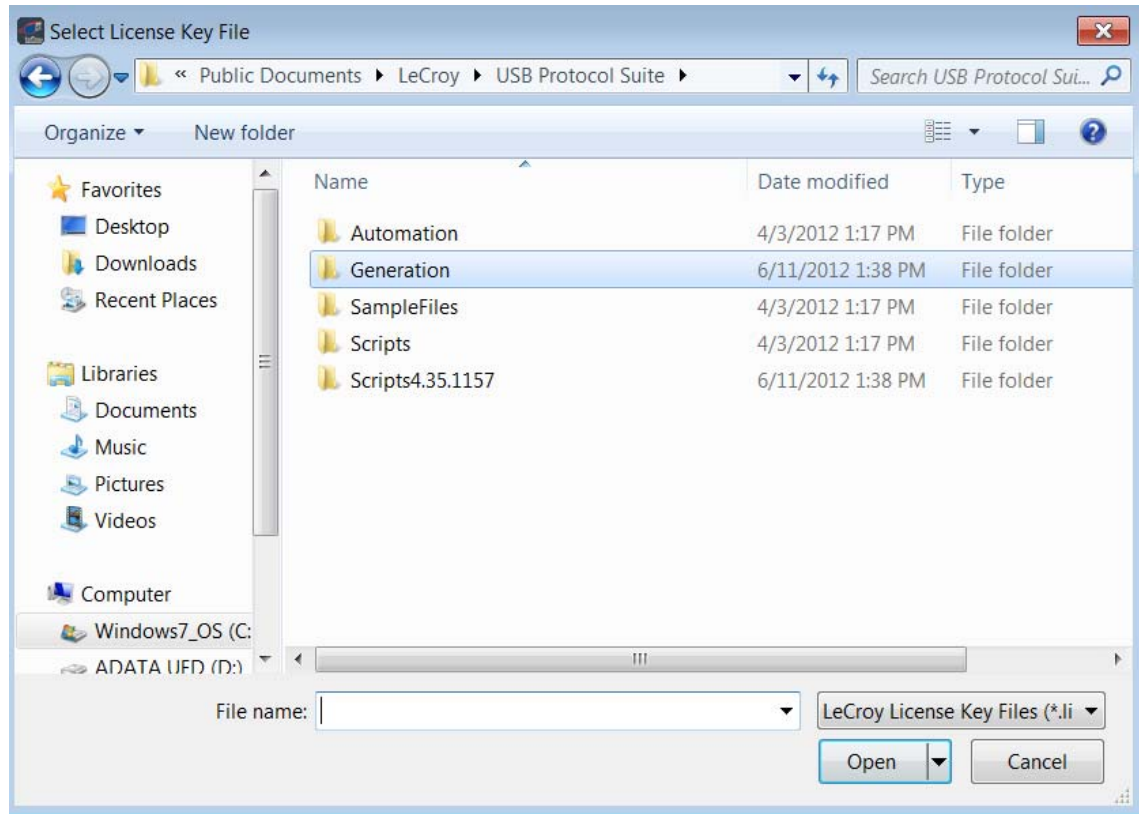 Select License Key File
« Public Documents ▸ LeCroy ▸ USB Protocol Suite ▸
Search USB Protocol Sui...
Organize New folder
Name Date modified Type
Favorites
Desktop
Downloads
Recent Places
Libraries
Documents
Music
Pictures
Videos
Computer
Windows7_OS (C:
ADATA UFD (D:)
Automation 4/3/2012 1:17 PM File folder
Generation 6/11/2012 1:38 PM File folder
SampleFiles 4/3/2012 1:17 PM File folder
Scripts 4/3/2012 1:17 PM File folder
Scripts4.35.1157 6/11/2012 1:38 PM File folder
File name:
LeCroy License Key Files (*.li
Open Cancel